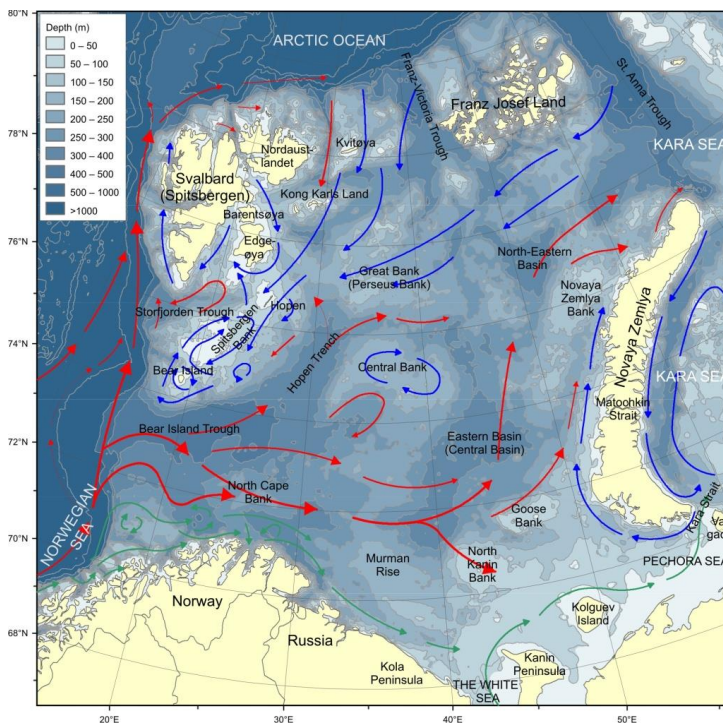 80°N
Depth (m)
0 – 50
50 – 100
100 – 150
150 – 200
200 – 250
250 – 300
300 – 400
400 – 500
500 – 1000
>1000
ARCTIC OCEAN
Franz-Victoria Trough
St. Anna Trough
Franz Josef Land
78°N
Nordaust-
landet
Kvitøya
KARA SEA
Svalbard
(Spitsbergen)
Kong Karls Land
Barentsøya
76°N
Edge-
øya
North-Eastern
Basin
Great Bank
(Perseus Bank)
Novaya
Zemlya
Bank
Storfjorden Trough
Hopen
Spitsbergen
Bank
Novaya Zemlya
74°N
Hopen Trench
Bear Island
Central Bank
KARA SEA
Matochkin
Strait
72°N
Bear Island Trough
Eastern Basin
(Central Basin)
North Cape
Bank
NORWEGIAN
SEA
Goose
Bank
Kara Strait
Va
gac
70°N
Murman
Rise
North
Kanin
Bank
PECHORA SEA
Norway
Kolguev
Island
68°N
Russia
Kola
Peninsula
Kanin
Peninsula
THE WHITE
SEA
20°E
30°E
40°E
50°E